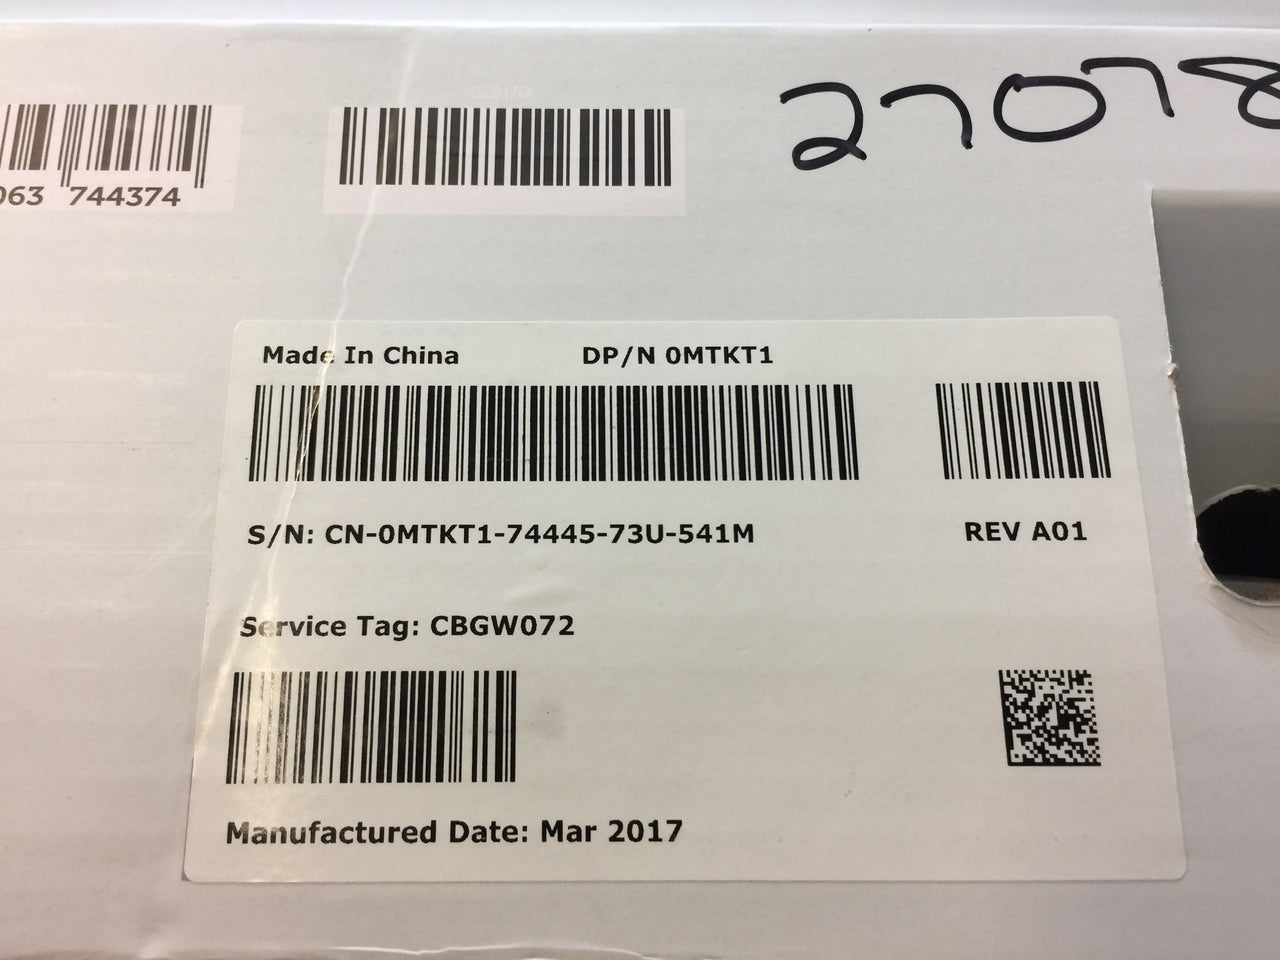 27078
063 744374
Made In China DP/N 0MTKT1
S/N: CN-0MTKT1-74445-73U-541M REV A01
Service Tag: CBGW072
Manufactured Date: Mar 2017